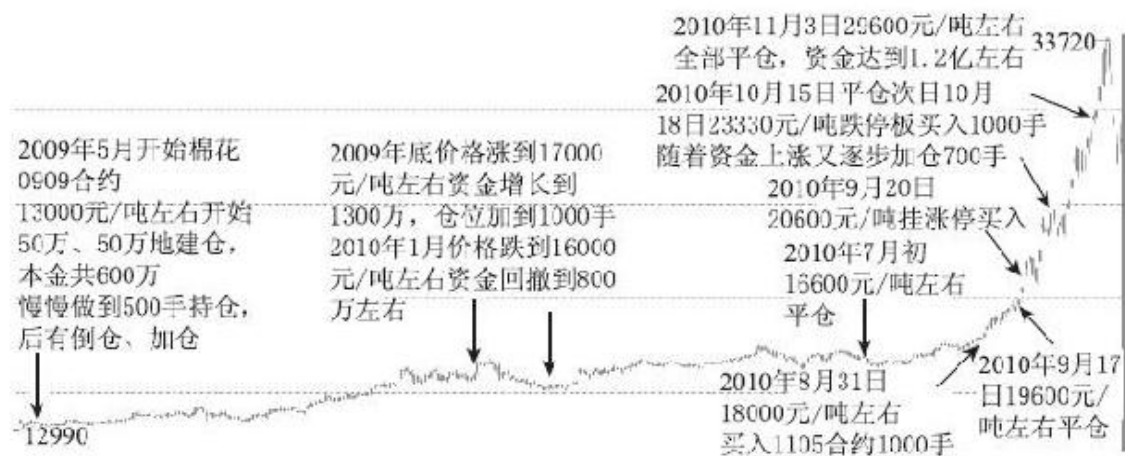 2010年11月3日29600元/吨左右
全部平仓，资金达到1.2亿左右
33720
2010年10月15日平仓次日10月
18日23330元/吨跌停板买入1000手
随着资金上涨又逐步加仓700手
2009年5月开始棉花
0909合约
13000元/吨左右开始
50万、50万地建仓，
本金共600万
慢慢做到500手持仓，
后有倒仓、加仓
2009年底价格涨到17000
元/吨左右资金增长到
1300万，仓位加到1000手
2010年1月价格跌到16000
元/吨左右资金回撤到800
万左右
2010年9月20日
20600元/吨挂涨停买入
2010年7月初
16600元/吨左右
平仓
2010年8月31日
18000元/吨左右
买入1105合约1000手
2010年9月17
日19600元/
吨左右平仓
12990